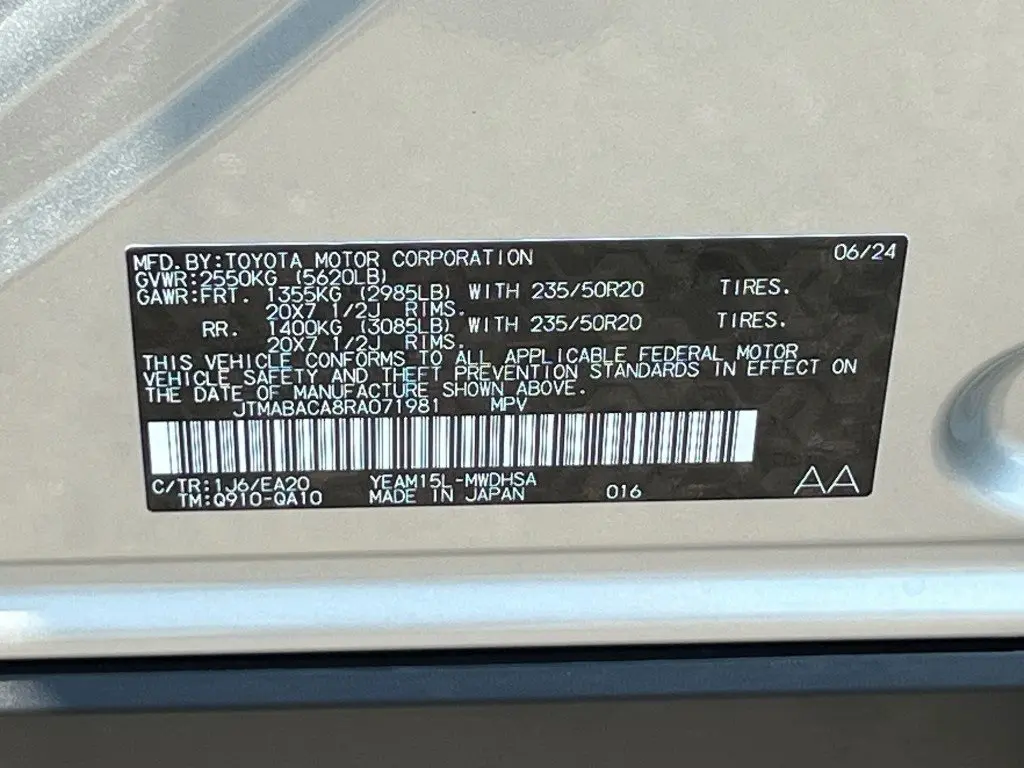 MFD.BY:TOYOTA MOTOR CORPORATION 06/24
GVWR:2550KG (5620LB)
GAWR:FRT. 1355KG (2985LB) WITH 235/50R20 TIRES.
20X7 1/2J RIMS.
RR. 1400KG (3085LB) WITH 235/50R20 TIRES.
20X7 1/2J RIMS.
THIS VEHICLE CONFORMS TO ALL APPLICABLE FEDERAL MOTOR
VEHICLE SAFETY AND THEFT PREVENTION STANDARDS IN EFFECT ON
THE DATE OF MANUFACTURE SHOWN ABOVE.
JTMABACA8RA071981 MPV
C/TR:1J6/EA20 YEAM15L-MWDHSA
TM:Q910-QA10 MADE IN JAPAN 016 AA